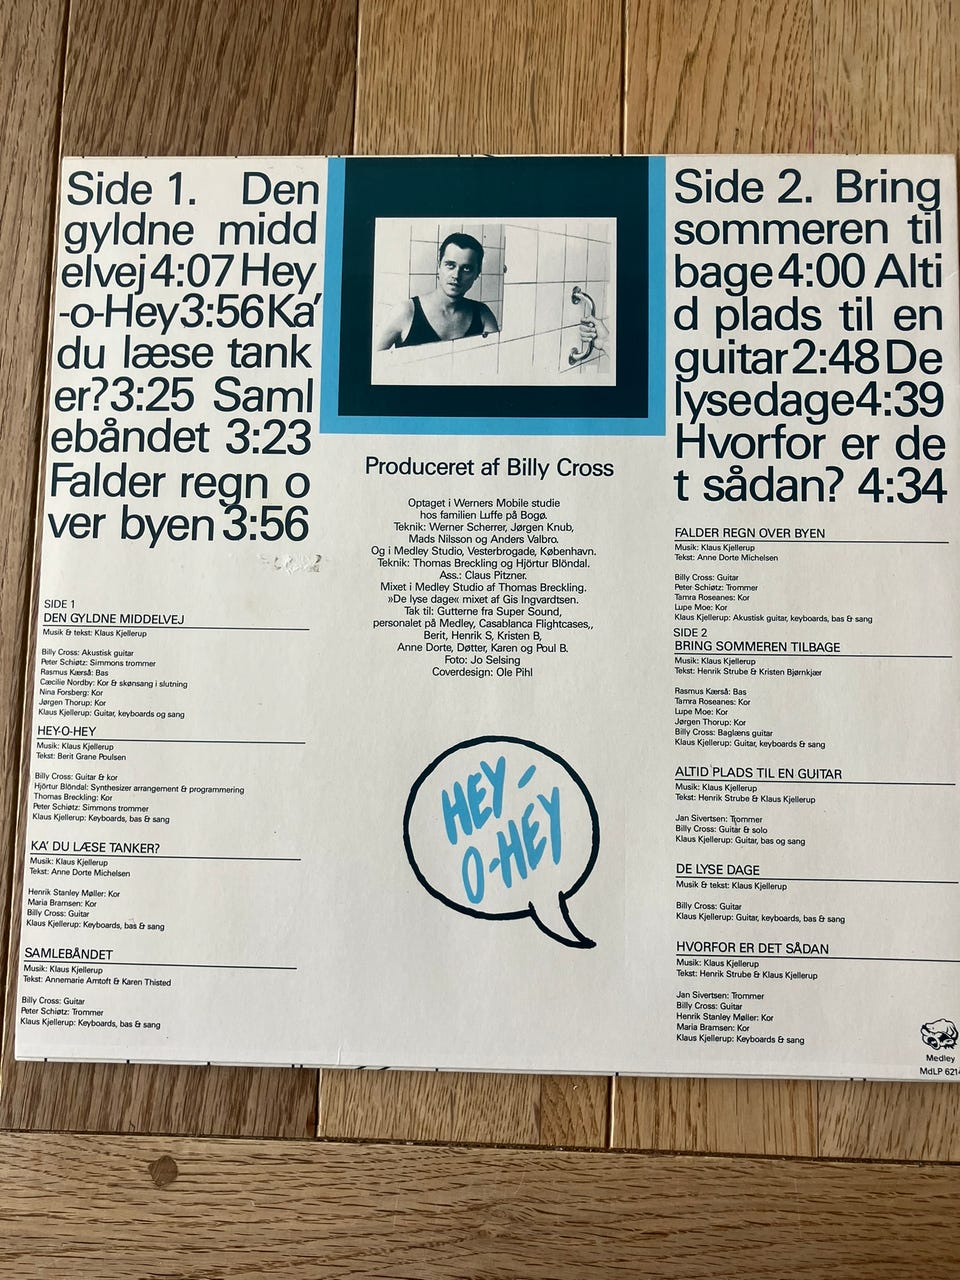 Side 1. Den
gyldne midd
elvej4:07Hey
-o-Hey3:56Ka'
du læse tank
er?3:25 Saml
ebåndet 3:23
Falder regn o
ver byen 3:56
SIDE 1
DEN GYLDNE MIDDELVEJ
Musik & tekst: Klaus Kjellerup
Billy Cross: Akustisk guitar
Peter Schiøtz: Simmons trommer
Rasmus Kærså: Bas
Cæcilie Nordby: Kor & skønsang i slutning
Nina Forsberg: Kor
Jørgen Thorup: Kor
Klaus Kjellerup: Guitar, keyboards og sang
HEY-O-HEY
Musik: Klaus Kjellerup
Tekst: Berit Grane Poulsen
Billy Cross: Guitar & kor
Hjörtur Blöndal: Synthesizer arrangement & programmering
Thomas Breckling: Kor
Peter Schiøtz: Simmons trommer
Klaus Kjellerup: Keyboards, bas & sang
KA' DU LÆSE TANKER?
Musik: Klaus Kjellerup
Tekst: Anne Dorte Michelsen
Henrik Stanley Møller: Kor
Maria Bramsen: Kor
Billy Cross: Guitar
Klaus Kjellerup: Keyboards, bas & sang
SAMLEBÅNDET
Musik: Klaus Kjellerup
Tekst: Annemarie Amtoft & Karen Thisted
Billy Cross: Guitar
Peter Schiøtz: Trommer
Klaus Kjellerup: Keyboards, bas & sang
Produceret af Billy Cross
Optaget i Werners Mobile studie
hos familien Luffe på Bogø.
Teknik: Werner Scherrer, Jørgen Knub,
Mads Nilsson og Anders Valbro.
Og i Medley Studio, Vesterbrogade, København.
Teknik: Thomas Breckling og Hjörtur Blöndal.
Ass.: Claus Pitzner.
Mixet i Medley Studio af Thomas Breckling.
»De lyse dage« mixet af Gis Ingvardtsen.
Tak til: Gutterne fra Super Sound,
personalet på Medley, Casablanca Flightcases,,
Berit, Henrik S, Kristen B,
Anne Dorte, Døtter, Karen og Poul B.
Foto: Jo Selsing
Coverdesign: Ole Pihl
HEY-
O-HEY
Side 2. Bring
sommeren til
bage4:00 Alti
d plads til en
guitar2:48De
lysedage4:39
Hvorfor er de
t sådan? 4:34
FALDER REGN OVER BYEN
Musik: Klaus Kjellerup
Tekst: Anne Dorte Michelsen
Billy Cross: Guitar
Peter Schiøtz: Trommer
Tamra Roseanes: Kor
Lupe Moe: Kor
Klaus Kjellerup: Akustisk guitar, keyboards, bas & sang
SIDE 2
BRING SOMMEREN TILBAGE
Musik: Klaus Kjellerup
Tekst: Henrik Strube & Kristen Bjørnkjær
Rasmus Kærså: Bas
Tamra Roseanes: Kor
Lupe Moe: Kor
Jørgen Thorup: Kor
Billy Cross: Baglæns guitar
Klaus Kjellerup: Guitar, keyboards & sang
ALTID PLADS TIL EN GUITAR
Musik: Klaus Kjellerup
Tekst: Henrik Strube & Klaus Kjellerup
Jan Sivertsen: Trommer
Billy Cross: Guitar & solo
Klaus Kjellerup: Guitar, bas og sang
DE LYSE DAGE
Musik & tekst: Klaus Kjellerup
Billy Cross: Guitar
Klaus Kjellerup: Guitar, keyboards, bas & sang
HVORFOR ER DET SÅDAN
Musik: Klaus Kjellerup
Tekst: Henrik Strube & Klaus Kjellerup
Jan Sivertsen: Trommer
Billy Cross: Guitar
Henrik Stanley Møller: Kor
Maria Bramsen: Kor
Klaus Kjellerup: Keyboards & sang
Medley
MdLP 621